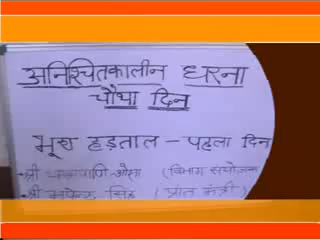 अनिश्चितकालीन धरना
चौथा दिन
भूख हड़ताल - पहला दिन
श्री ओझा (विभाग संयोजक
श्री सिंह (प्रांत मंत्री)